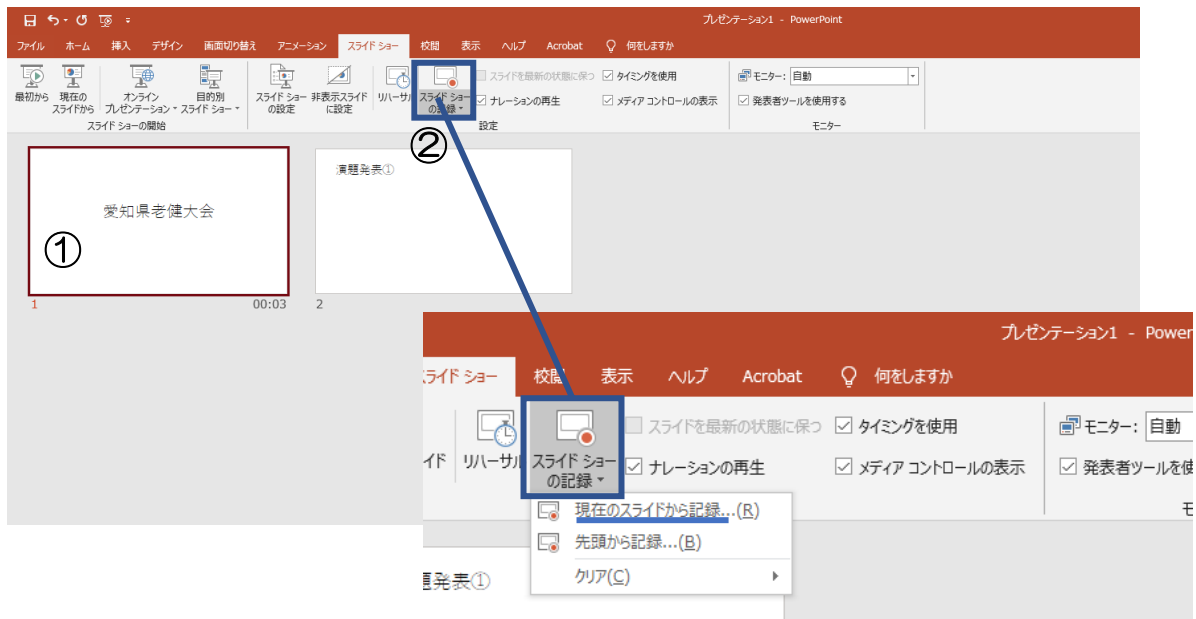 プレゼンテーション1 - PowerPoint
ファイル ホーム 挿入 デザイン 画面切り替え アニメーション スライド ショー 校閲 表示 ヘルプ Acrobat 何をしますか
最初から 現在の スライドから オンライン プレゼンテーション 目的別 スライド ショー スライド ショー の設定 非表示スライド に設定 リハーサル スライド ショー の記録
スライドを最新の状態に保つ タイミングを使用 モニター: 自動
ナレーションの再生 メディア コントロールの表示 発表者ツールを使用する
スライド ショーの開始 設定 モニター
②
演題発表①
愛知県老健大会
①
1 00:03 2
プレゼンテーション1 - Power
スライド ショー 校閲 表示 ヘルプ Acrobat 何をしますか
スライドを最新の状態に保つ タイミングを使用 モニター: 自動
イド リハーサル スライド ショー の記録
ナレーションの再生 メディア コントロールの表示 発表者ツールを使
モ
現在のスライドから記録...(R)
先頭から記録...(B)
クリア(C)
題発表①